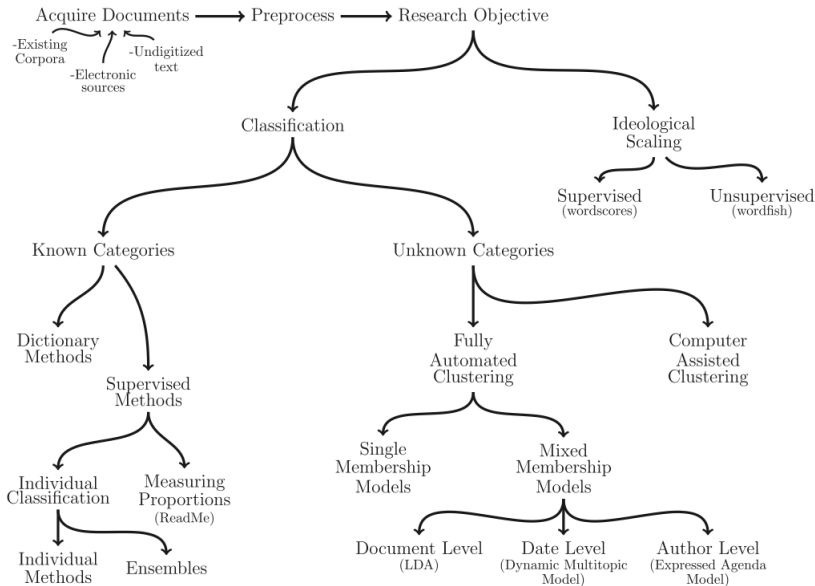 Acquire Documents
Preprocess
Research Objective
-Existing
Corpora
-Electronic
sources
-Undigitized
text
Classification
Ideological
Scaling
Supervised
(wordscores)
Unsupervised
(wordfish)
Known Categories
Unknown Categories
Dictionary
Methods
Supervised
Methods
Fully
Automated
Clustering
Computer
Assisted
Clustering
Individual
Classification
Measuring
Proportions
(ReadMe)
Single
Membership
Models
Mixed
Membership
Models
Individual
Methods
Ensembles
Document Level
(LDA)
Date Level
(Dynamic Multitopic
Model)
Author Level
(Expressed Agenda
Model)